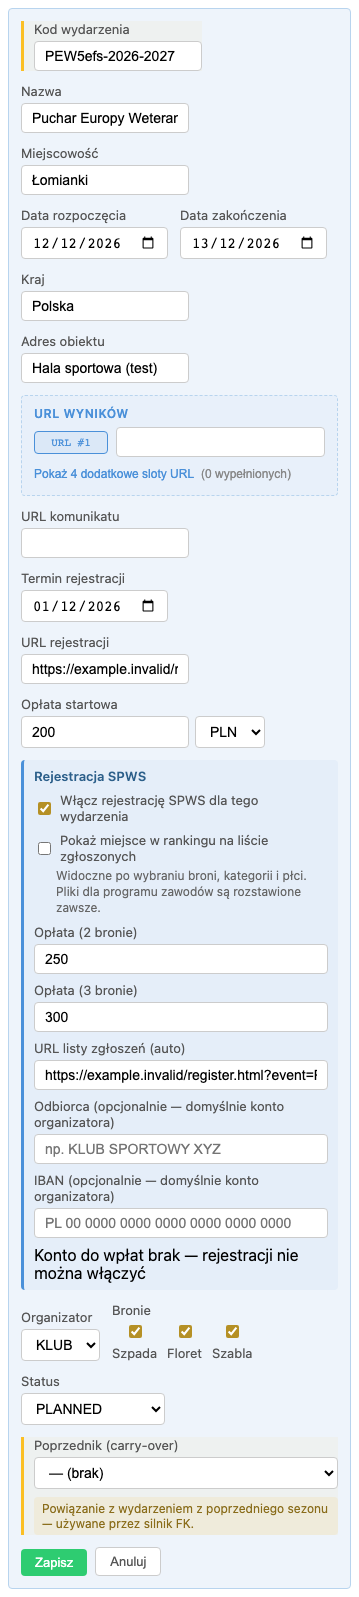 Kod wydarzenia
PEW5efs-2026-2027
Nazwa
Puchar Europy Weterar
Miejscowość
Łomianki
Data rozpoczęcia Data zakończenia
12/12/2026 13/12/2026
Kraj
Polska
Adres obiektu
Hala sportowa (test)
URL WYNIKÓW
URL #1
Pokaż 4 dodatkowe sloty URL (0 wypełnionych)
URL komunikatu
Termin rejestracji
01/12/2026
URL rejestracji
https://example.invalid/r
Opłata startowa
200 PLN
Rejestracja SPWS
Włącz rejestrację SPWS dla tego
wydarzenia
Pokaż miejsce w rankingu na liście
zgłoszonych
Widoczne po wybraniu broni, kategorii i płci.
Pliki dla programu zawodów są rozstawione
zawsze.
Opłata (2 bronie)
250
Opłata (3 bronie)
300
URL listy zgłoszeń (auto)
https://example.invalid/register.html?event=F
Odbiorca (opcjonalnie — domyślnie konto
organizatora)
np. KLUB SPORTOWY XYZ
IBAN (opcjonalnie — domyślnie konto
organizatora)
PL 00 0000 0000 0000 0000 0000 0000
Konto do wpłat brak — rejestracji nie
można włączyć
Organizator Bronie
KLUB
Szpada Floret Szabla
Status
PLANNED
Poprzednik (carry-over)
— (brak)
Powiązanie z wydarzeniem z poprzedniego sezonu
— używane przez silnik FK.
Zapisz Anuluj